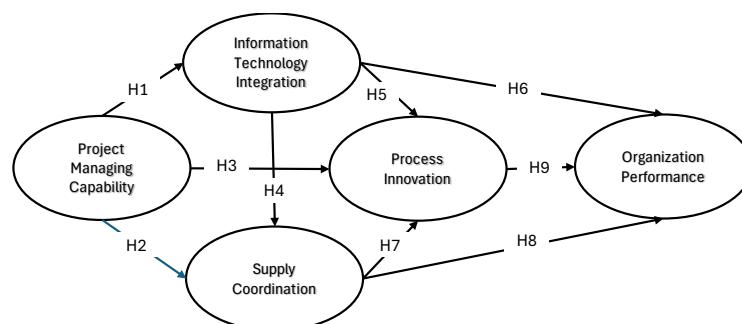 Information
Technology
Integration
H1
H5
H6
Project
Managing
Capability
H3
H4
Process
Innovation
H9
Organization
Performance
H2
H7
H8
Supply
Coordination